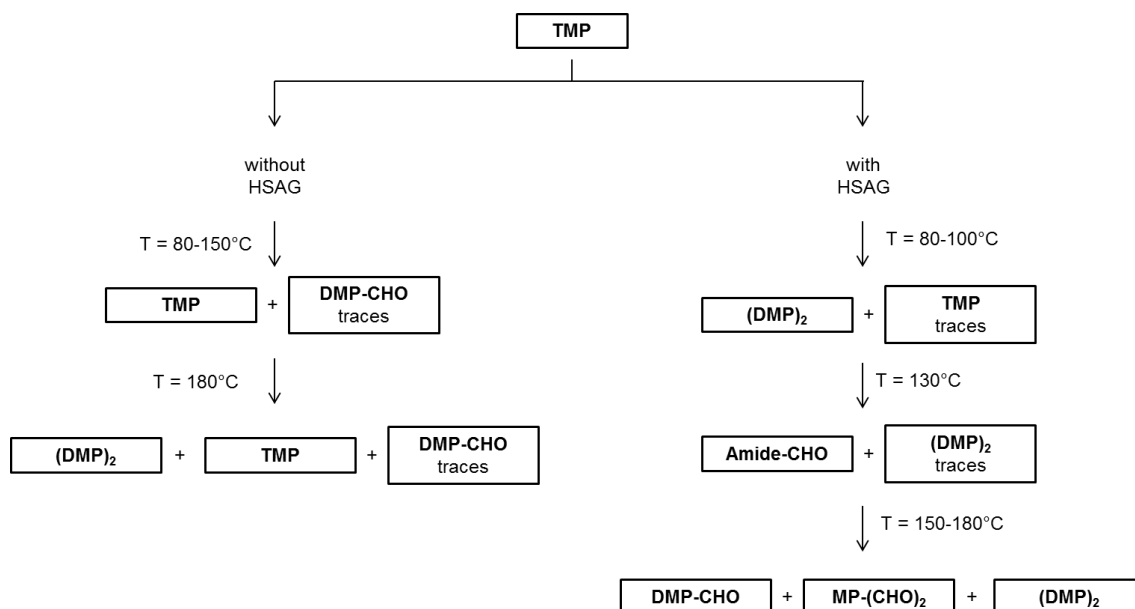 TMP
without
HSAG
with
HSAG
T = 80-150°C
T = 80-100°C
TMP + DMP-CHO
traces
(DMP)₂ + TMP
traces
T = 180°C
T = 130°C
(DMP)₂ + TMP + DMP-CHO
traces
Amide-CHO + (DMP)₂
traces
T = 150-180°C
DMP-CHO + MP-(CHO)₂ + (DMP)₂